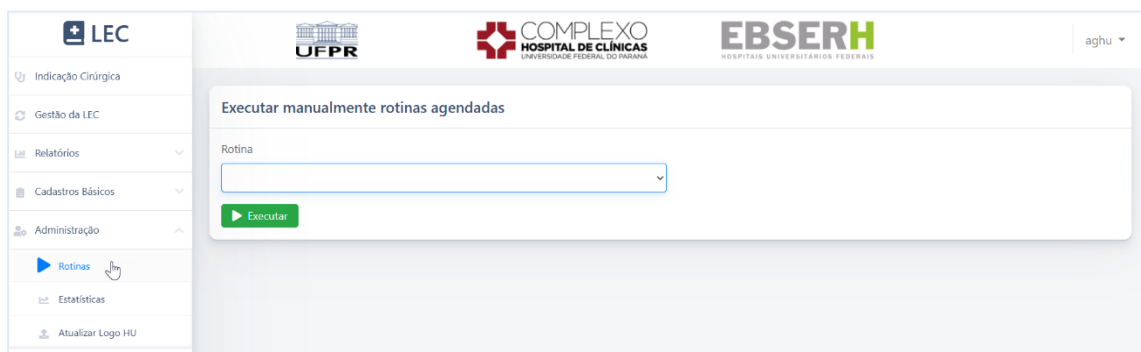 LEC
Indicação Cirúrgica
Gestão da LEC
Relatórios
Cadastros Básicos
Administração
Rotinas
Estatísticas
Atualizar Logo HU
UFPR
COMPLEXO
HOSPITAL DE CLÍNICAS
UNIVERSIDADE FEDERAL DO PARANÁ
EBSERH
HOSPITAIS UNIVERSITÁRIOS FEDERAIS
aghu
Executar manualmente rotinas agendadas
Rotina
Executar